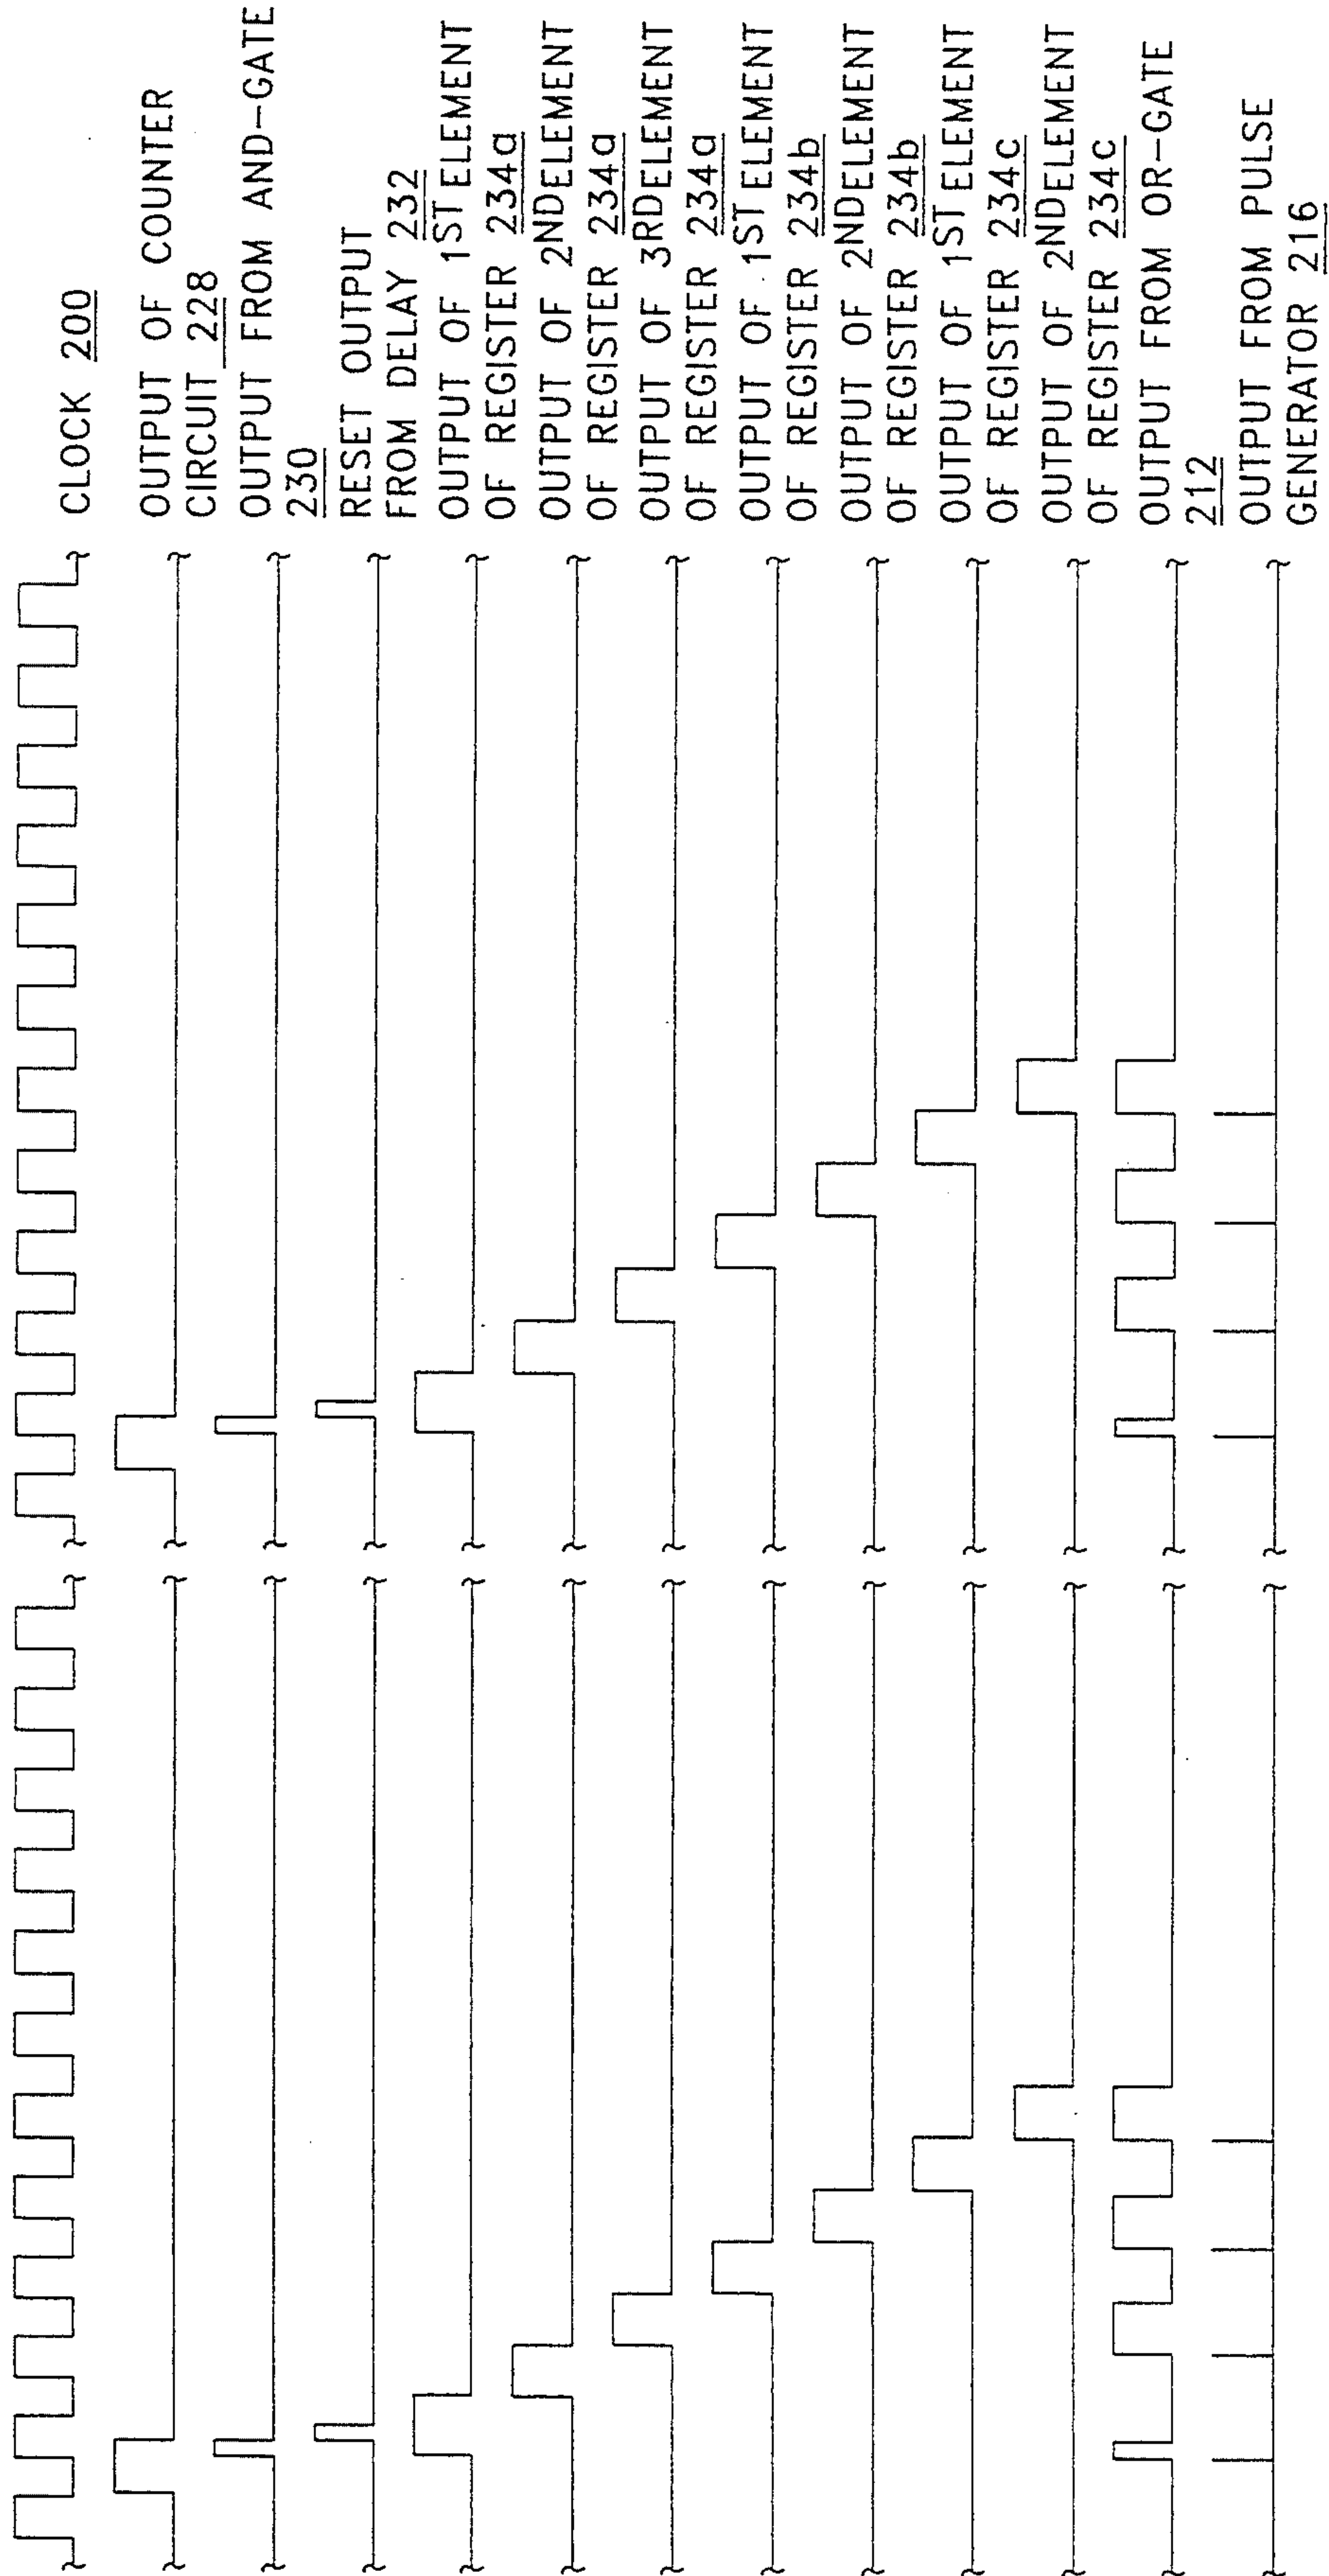 CLOCK 200
OUTPUT OF COUNTER
CIRCUIT 228
OUTPUT FROM AND-GATE
230
RESET OUTPUT
FROM DELAY 232
OUTPUT OF 1ST ELEMENT
OF REGISTER 234a
OUTPUT OF 2ND ELEMENT
OF REGISTER 234a
OUTPUT OF 3RD ELEMENT
OF REGISTER 234a
OUTPUT OF 1ST ELEMENT
OF REGISTER 234b
OUTPUT OF 2ND ELEMENT
OF REGISTER 234b
OUTPUT OF 1ST ELEMENT
OF REGISTER 234c
OUTPUT OF 2ND ELEMENT
OF REGISTER 234c
OUTPUT FROM OR-GATE
212
OUTPUT FROM PULSE
GENERATOR 216